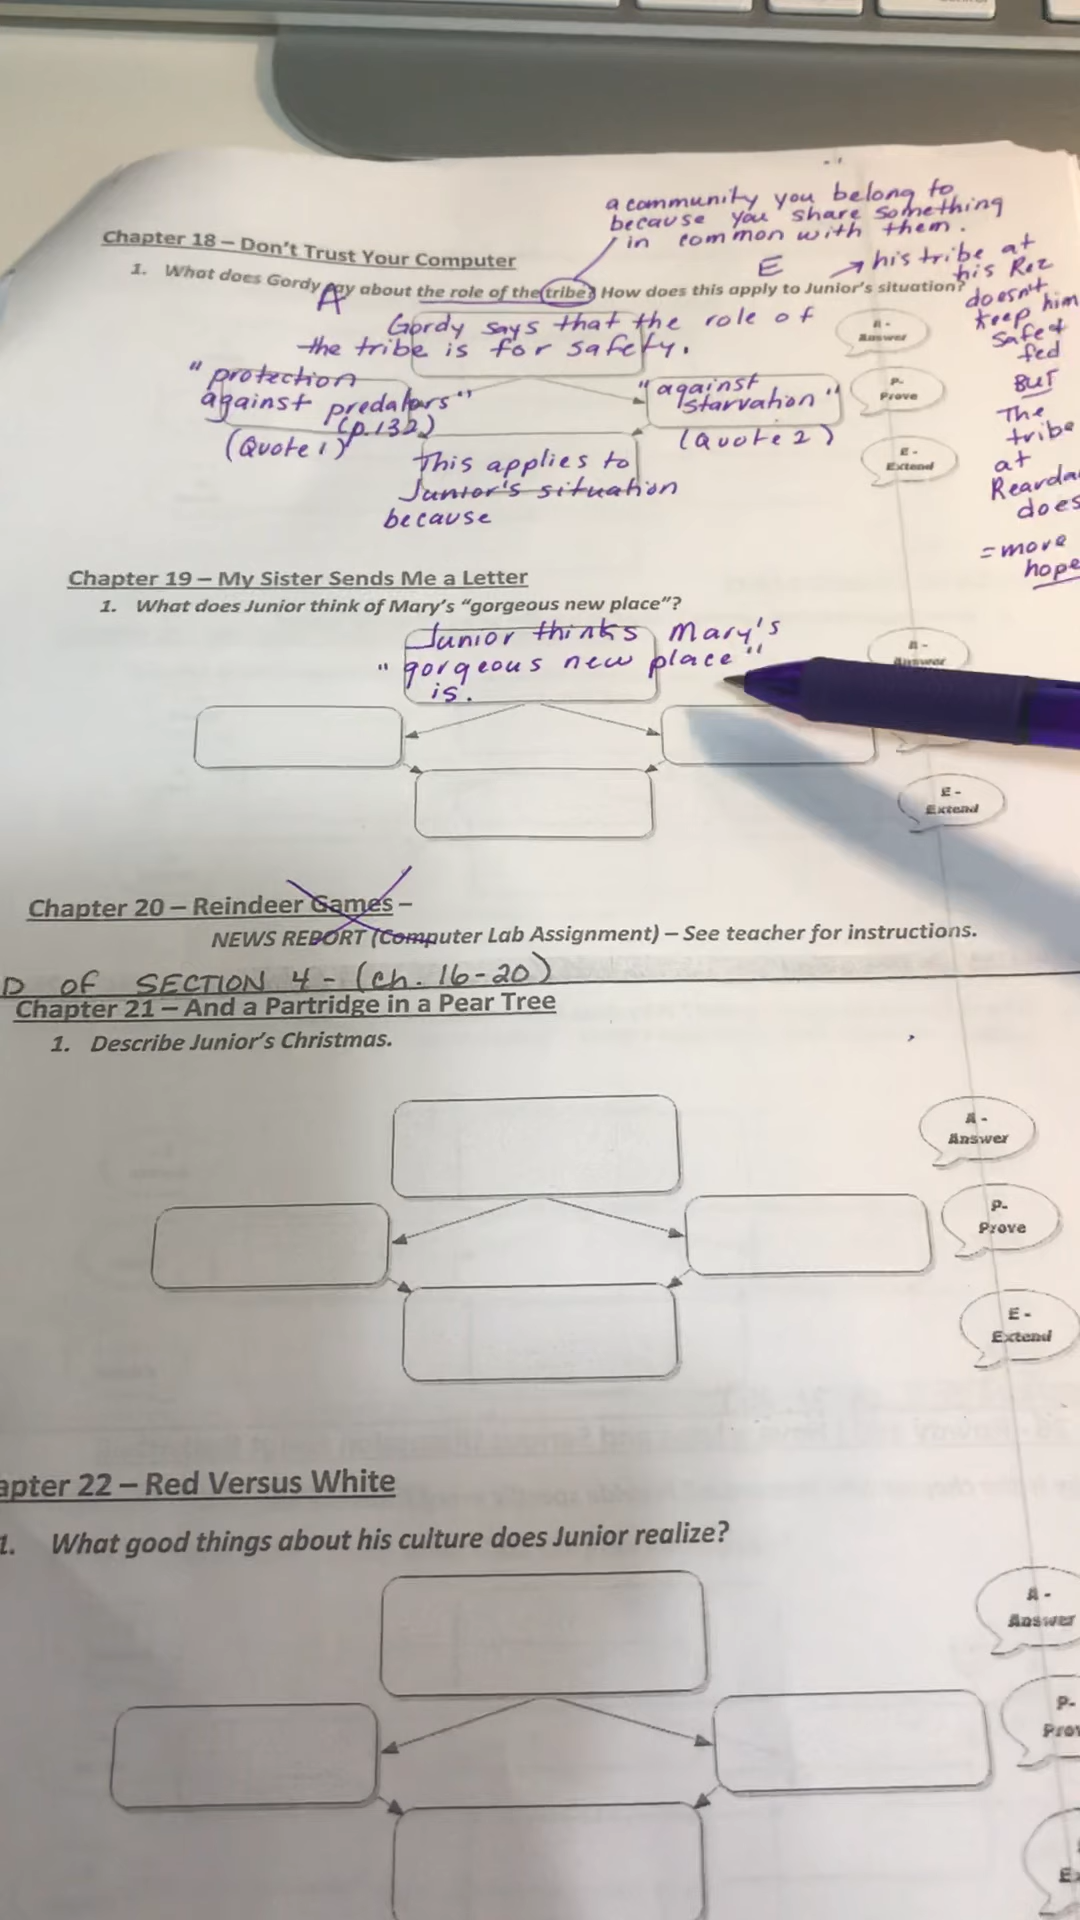 a community you belong to
because you share something
in common with them.
Chapter 18 – Don't Trust Your Computer
E
→ his tribe at
his Rez
doesn't
keep him
safe +
fed
BUT
The
tribe
at
does
= more
hope
1. What does Gordy say about the role of the tribe? How does this apply to Junior's situation?
A
Gordy says that the role of
the tribe is for safety.
A-
Answer
"protection
against predators"
(p.132)
(Quote 1)
"against
starvation"
(Quote 2)
P-
Prove
This applies to
Junior's situation
because
E-
Extend
Chapter 19 – My Sister Sends Me a Letter
1. What does Junior think of Mary's "gorgeous new place"?
Junior thinks Mary's
"gorgeous new place"
is.
A-
Answer
E-
Extend
Chapter 20 – Reindeer Games –
NEWS REPORT (Computer Lab Assignment) – See teacher for instructions.
D OF SECTION 4 - (ch. 16-20)
Chapter 21 – And a Partridge in a Pear Tree
1. Describe Junior's Christmas.
A-
Answer
P-
Prove
E-
Extend
apter 22 – Red Versus White
1. What good things about his culture does Junior realize?
A-
Answer
P-
Prov
E